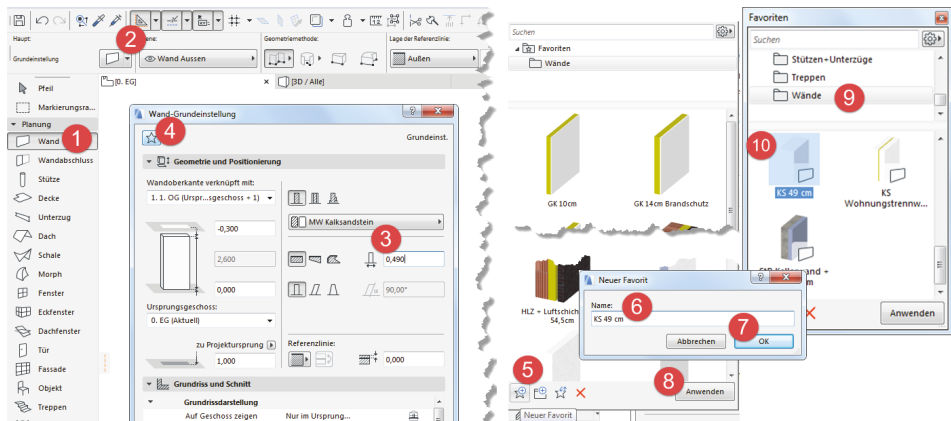 Haupt:
Grundeinstellung
2
Ebene:
Wand Aussen
Geometriemethode:
Lage der Referenzlinie:
Außen
[0. EG]
[3D / Alle]
Pfeil
Markierungsra...
Planung
Wand
1
Wandabschluss
Stütze
Decke
Unterzug
Dach
Schale
Morph
Fenster
Eckfenster
Dachfenster
Tür
Fassade
Objekt
Treppen
Wand-Grundeinstellung
4
Grundeinst.
Geometrie und Positionierung
Wandoberkante verknüpft mit:
1. 1. OG (Urspr...sgeschoss + 1)
-0,300
2,600
0,000
Ursprungsgeschoss:
0. EG (Aktuell)
zu Projektursprung
1,000
MW Kalksandstein
3
0,490
90,00°
Referenzlinie:
0,000
Grundriss und Schnitt
Grundrissdarstellung
Auf Geschoss zeigen
Nur im Ursprung...
Suchen
Favoriten
Wände
GK 10cm
GK 14cm Brandschutz
HLZ + Luftschich
54,5cm
5
8
Anwenden
Neuer Favorit
Neuer Favorit
Name:
6
KS 49 cm
7
Abbrechen
OK
Favoriten
Suchen
Stützen+Unterzüge
Treppen
Wände
9
10
KS 49 cm
KS
Wohnungstrennw...
Anwenden